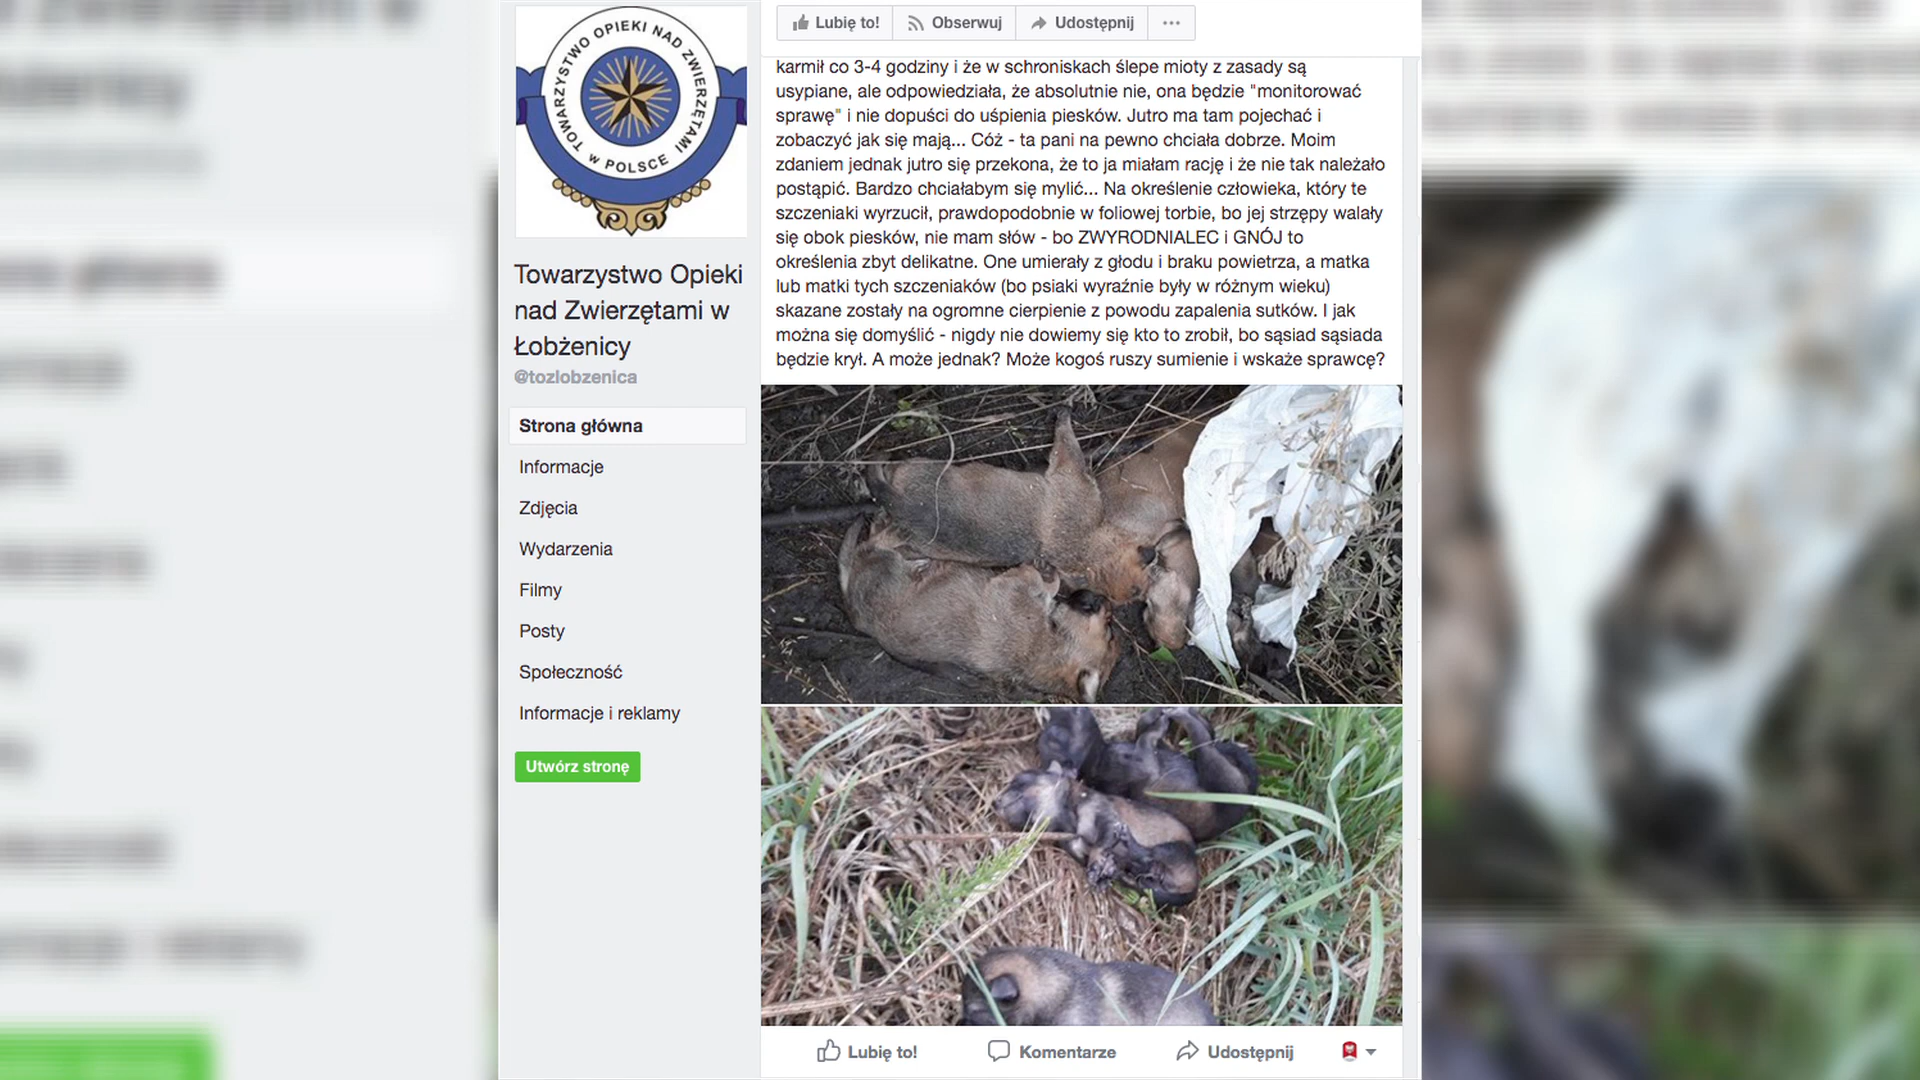 TOWARZYSTWO OPIEKI NAD ZWIERZĘTAMI
w POLSCE
Towarzystwo Opieki
nad Zwierzętami w
Łobżenicy
@tozlobzenica
Strona główna
Informacje
Zdjęcia
Wydarzenia
Filmy
Posty
Społeczność
Informacje i reklamy
Utwórz stronę
Lubię to! Obserwuj Udostępnij
karmił co 3-4 godziny i że w schroniskach ślepe mioty z zasady są
usypiane, ale odpowiedziała, że absolutnie nie, ona będzie "monitorować
sprawę" i nie dopuści do uśpienia piesków. Jutro ma tam pojechać i
zobaczyć jak się mają... Cóż - ta pani na pewno chciała dobrze. Moim
zdaniem jednak jutro się przekona, że to ja miałam rację i że nie tak należało
postąpić. Bardzo chciałabym się mylić... Na określenie człowieka, który te
szczeniaki wyrzucił, prawdopodobnie w foliowej torbie, bo jej strzępy walały
się obok piesków, nie mam słów - bo ZWYRODNIALEC i GNÓJ to
określenia zbyt delikatne. One umierały z głodu i braku powietrza, a matka
lub matki tych szczeniaków (bo psiaki wyraźnie były w różnym wieku)
skazane zostały na ogromne cierpienie z powodu zapalenia sutków. I jak
można się domyślić - nigdy nie dowiemy się kto to zrobił, bo sąsiad sąsiada
będzie krył. A może jednak? Może kogoś ruszy sumienie i wskaże sprawcę?
Lubię to! Komentarze Udostępnij